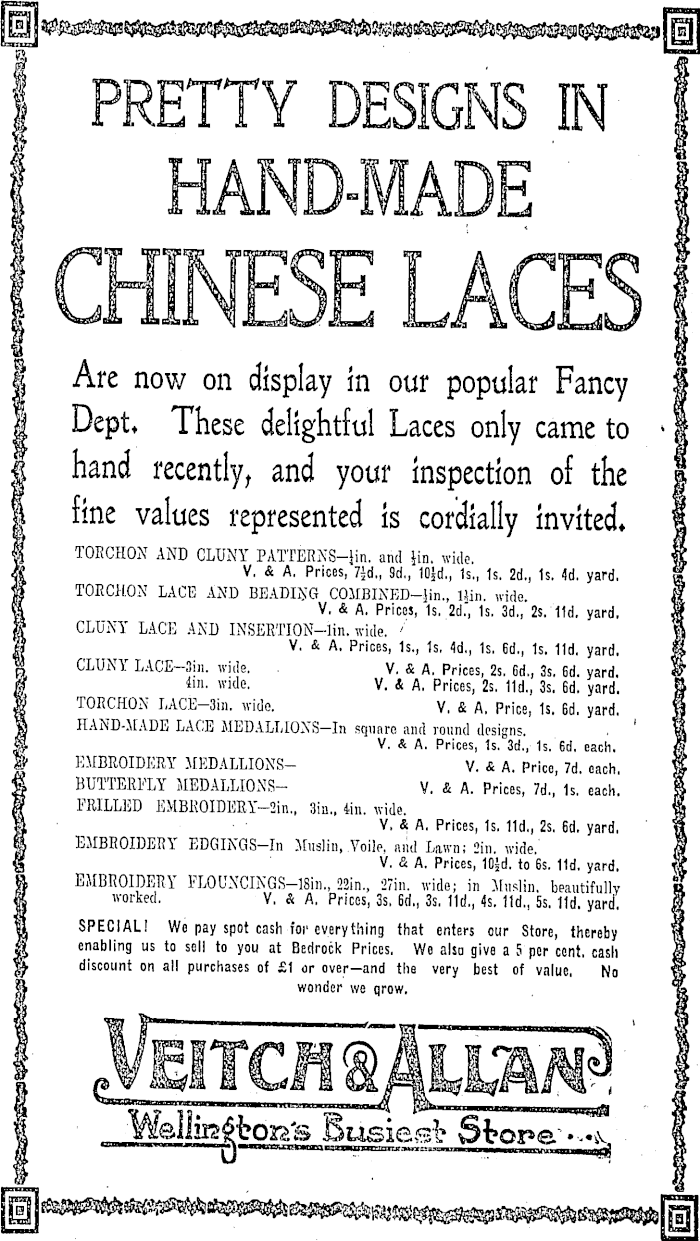 PRETTY DESIGNS IN
HAND-MADE
CHINESE LACES
Are now on display in our popular Fancy
Dept. These delightful Laces only came to
hand recently, and your inspection of the
fine values represented is cordially invited.
TORCHON AND CLUNY PATTERNS—in. and in. wide.
V. & A. Prices, 7½d., 9d., 10½d., 1s., 1s. 2d., 1s. 4d. yard.
TORCHON LACE AND BEADING COMBINED—in., in. wide.
V. & A. Prices, 1s. 2d., 1s. 3d., 2s. 11d. yard.
CLUNY LACE AND INSERTION—1in. wide.
V. & A. Prices, 1s., 1s. 4d., 1s. 6d., 1s. 11d. yard.
CLUNY LACE—3in. wide. V. & A. Prices, 2s. 6d., 3s. 6d. yard.
4in. wide. V. & A. Prices, 2s. 11d., 3s. 6d. yard.
TORCHON LACE—3in. wide. V. & A. Price, 1s. 6d. yard.
HAND-MADE LACE MEDALLIONS—In square and round designs.
V. & A. Prices, 1s. 3d., 1s. 6d. each.
EMBROIDERY MEDALLIONS— V. & A. Price, 7d. each.
BUTTERFLY MEDALLIONS— V. & A. Prices, 7d., 1s. each.
FRILLED EMBROIDERY—2in., 3in., 4in. wide.
V. & A. Prices, 1s. 11d., 2s. 6d. yard.
EMBROIDERY EDGINGS—In Muslin, Voile, and Lawn; 2in. wide.
V. & A. Prices, 10½d. to 6s. 11d. yard.
EMBROIDERY FLOUNCINGS—18in., 22in., 27in. wide; in Muslin, beautifully
worked. V. & A. Prices, 3s. 6d., 3s. 11d., 4s. 11d., 5s. 11d. yard.
SPECIAL! We pay spot cash for everything that enters our Store, thereby
enabling us to sell to you at Bedrock Prices. We also give a 5 per cent. cash
discount on all purchases of £1 or over—and the very best of value. No
wonder we grow.
VEITCH & ALLAN
Wellington's Busiest Store...